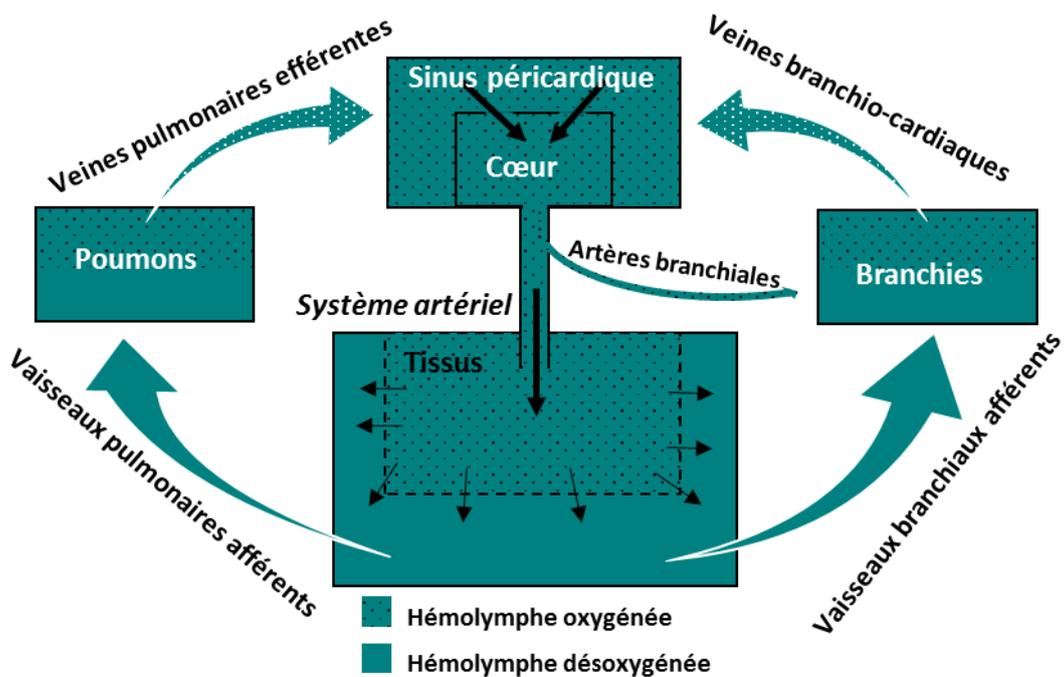 Veines pulmonaires efférentes
Sinus péricardique
Veines branchio-cardiaques
Cœur
Poumons
Artères branchiales
Branchies
Système artériel
Tissus
Vaisseaux pulmonaires afférents
Vaisseaux branchiaux afférents
Hémolymphe oxygénée
Hémolymphe désoxygénée